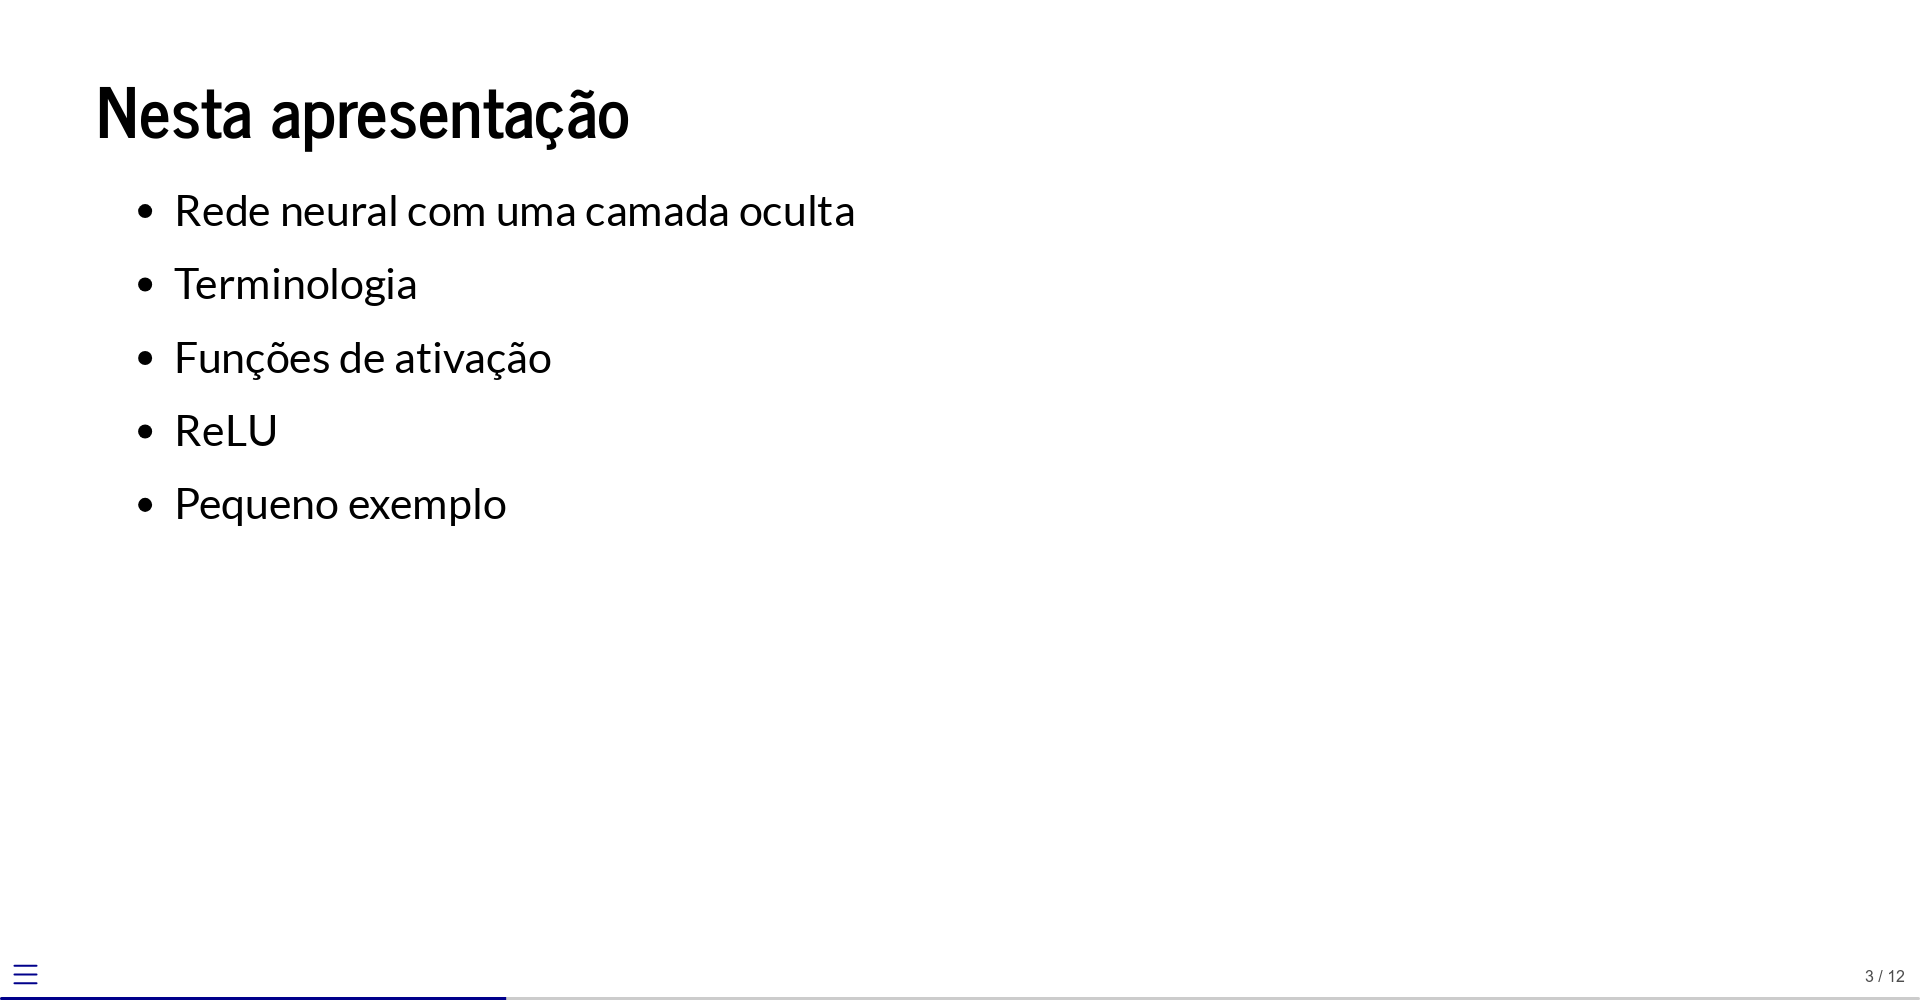 Nesta apresentação
• Rede neural com uma camada oculta
• Terminologia
• Funções de ativação
• ReLU
• Pequeno exemplo
3 / 12